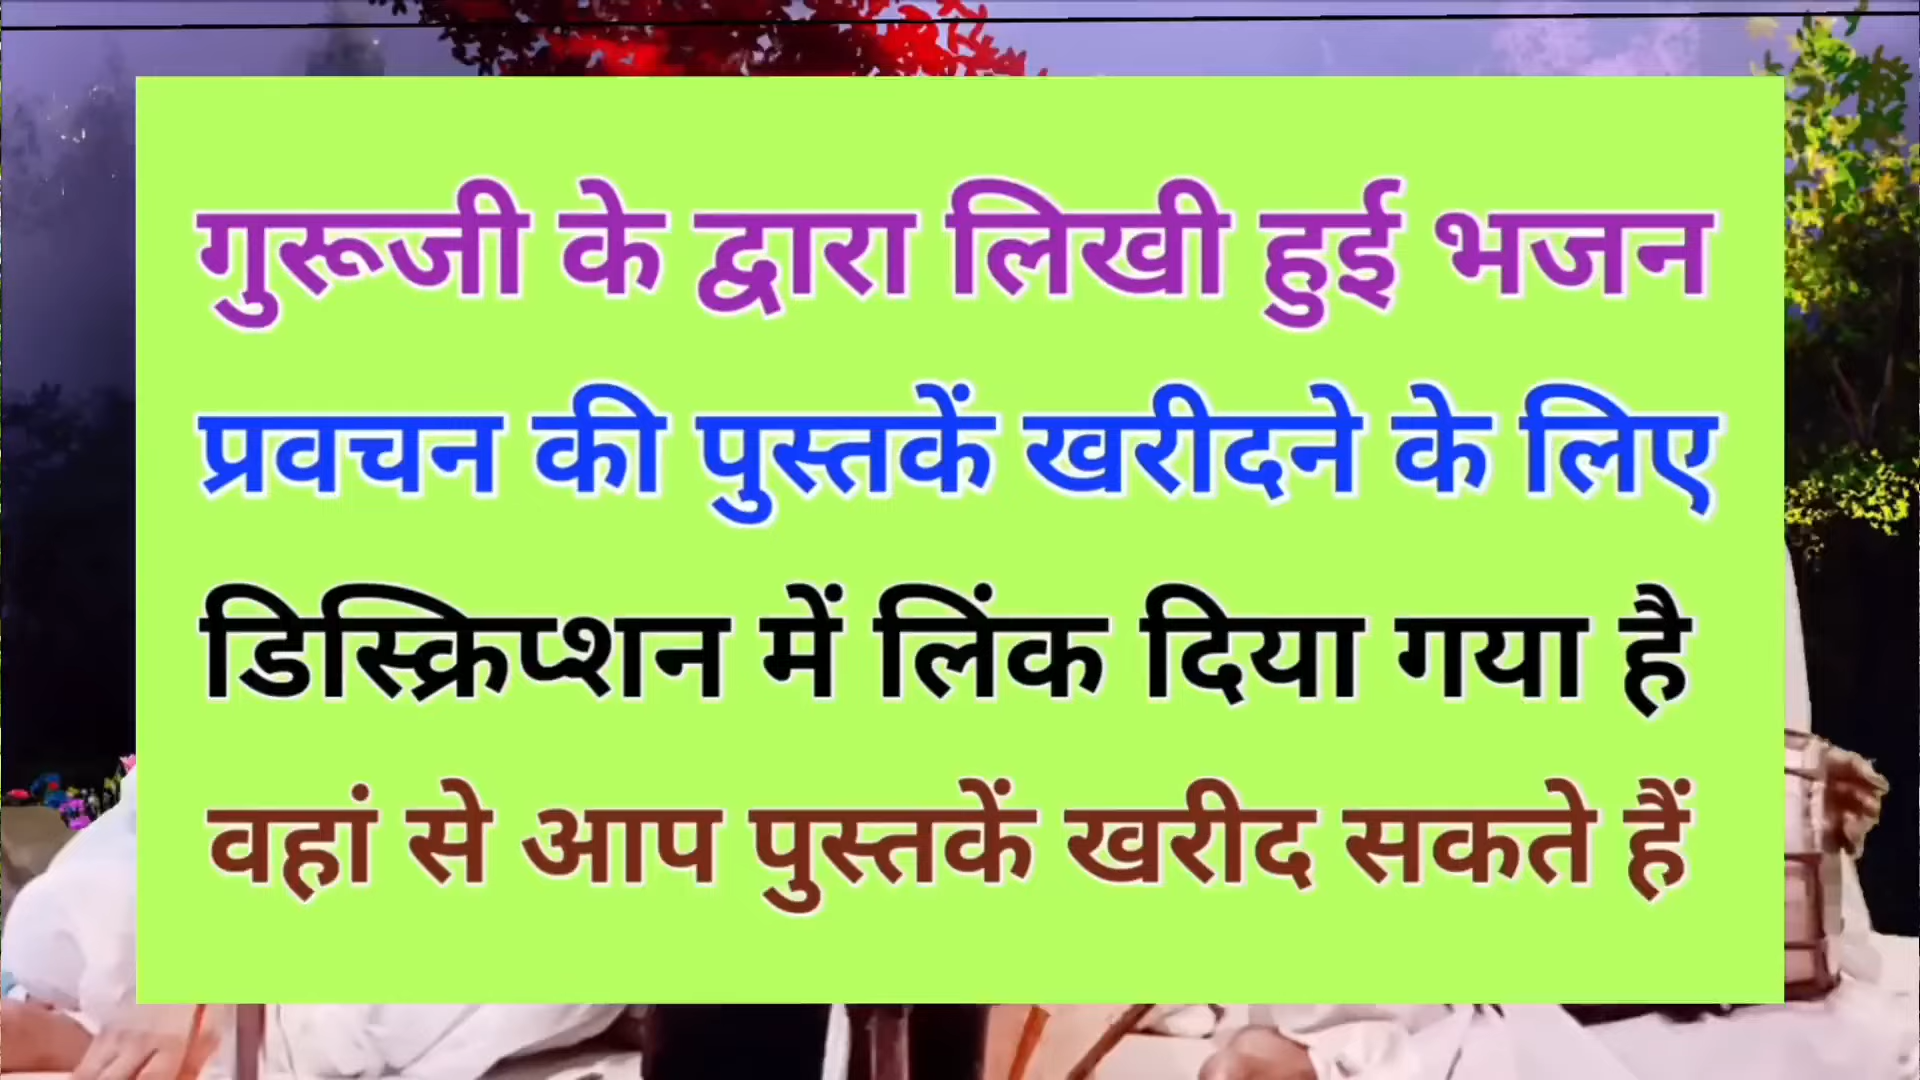 गुरूजी के द्वारा लिखी हुई भजन
प्रवचन की पुस्तकें खरीदने के लिए
डिस्क्रिप्शन में लिंक दिया गया है
वहां से आप पुस्तकें खरीद सकते हैं